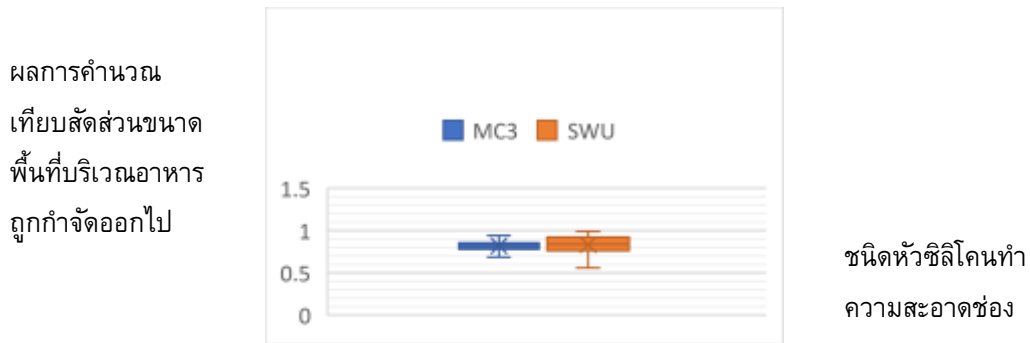 ผลการคำนวณ
เทียบสัดส่วนขนาด
พื้นที่บริเวณอาหาร
ถูกกำจัดออกไป
MC3 SWU
1.5
1
0.5
0
ชนิดหัวซิลิโคนทำ
ความสะอาดช่อง